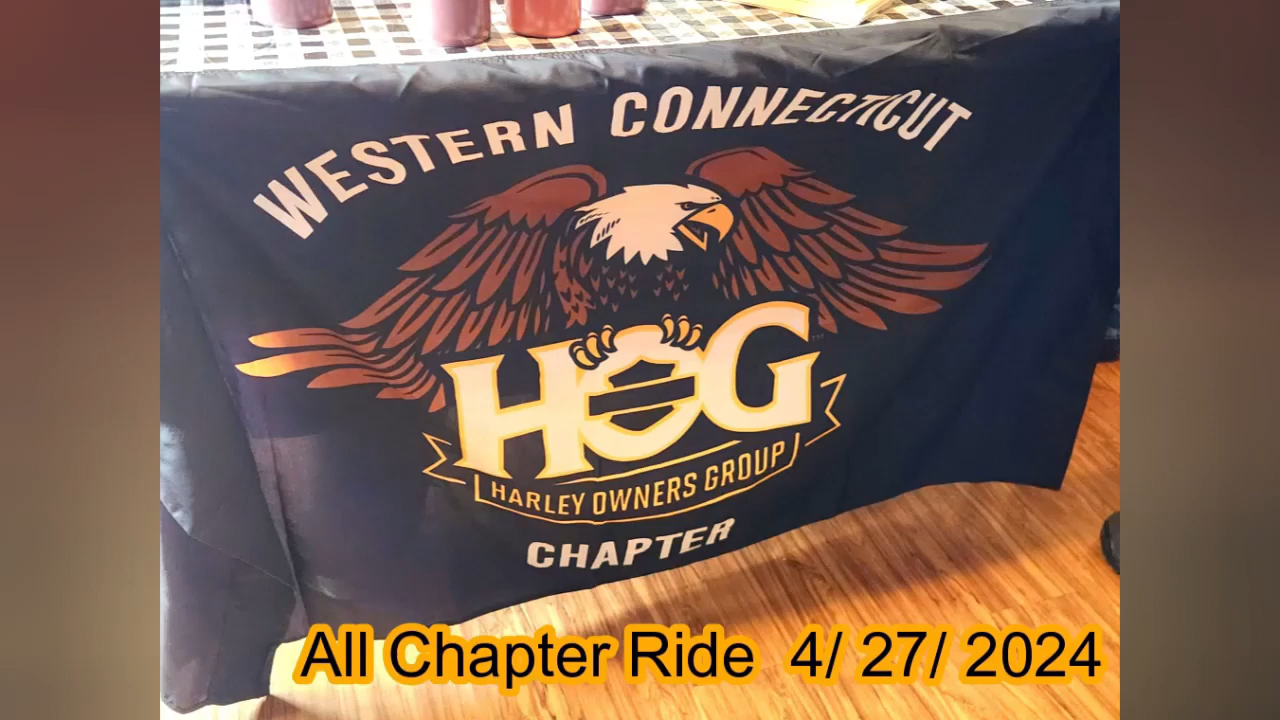 WESTERN CONNECTICUT
HOG
HARLEY OWNERS GROUP
CHAPTER
All Chapter Ride 4/ 27/ 2024